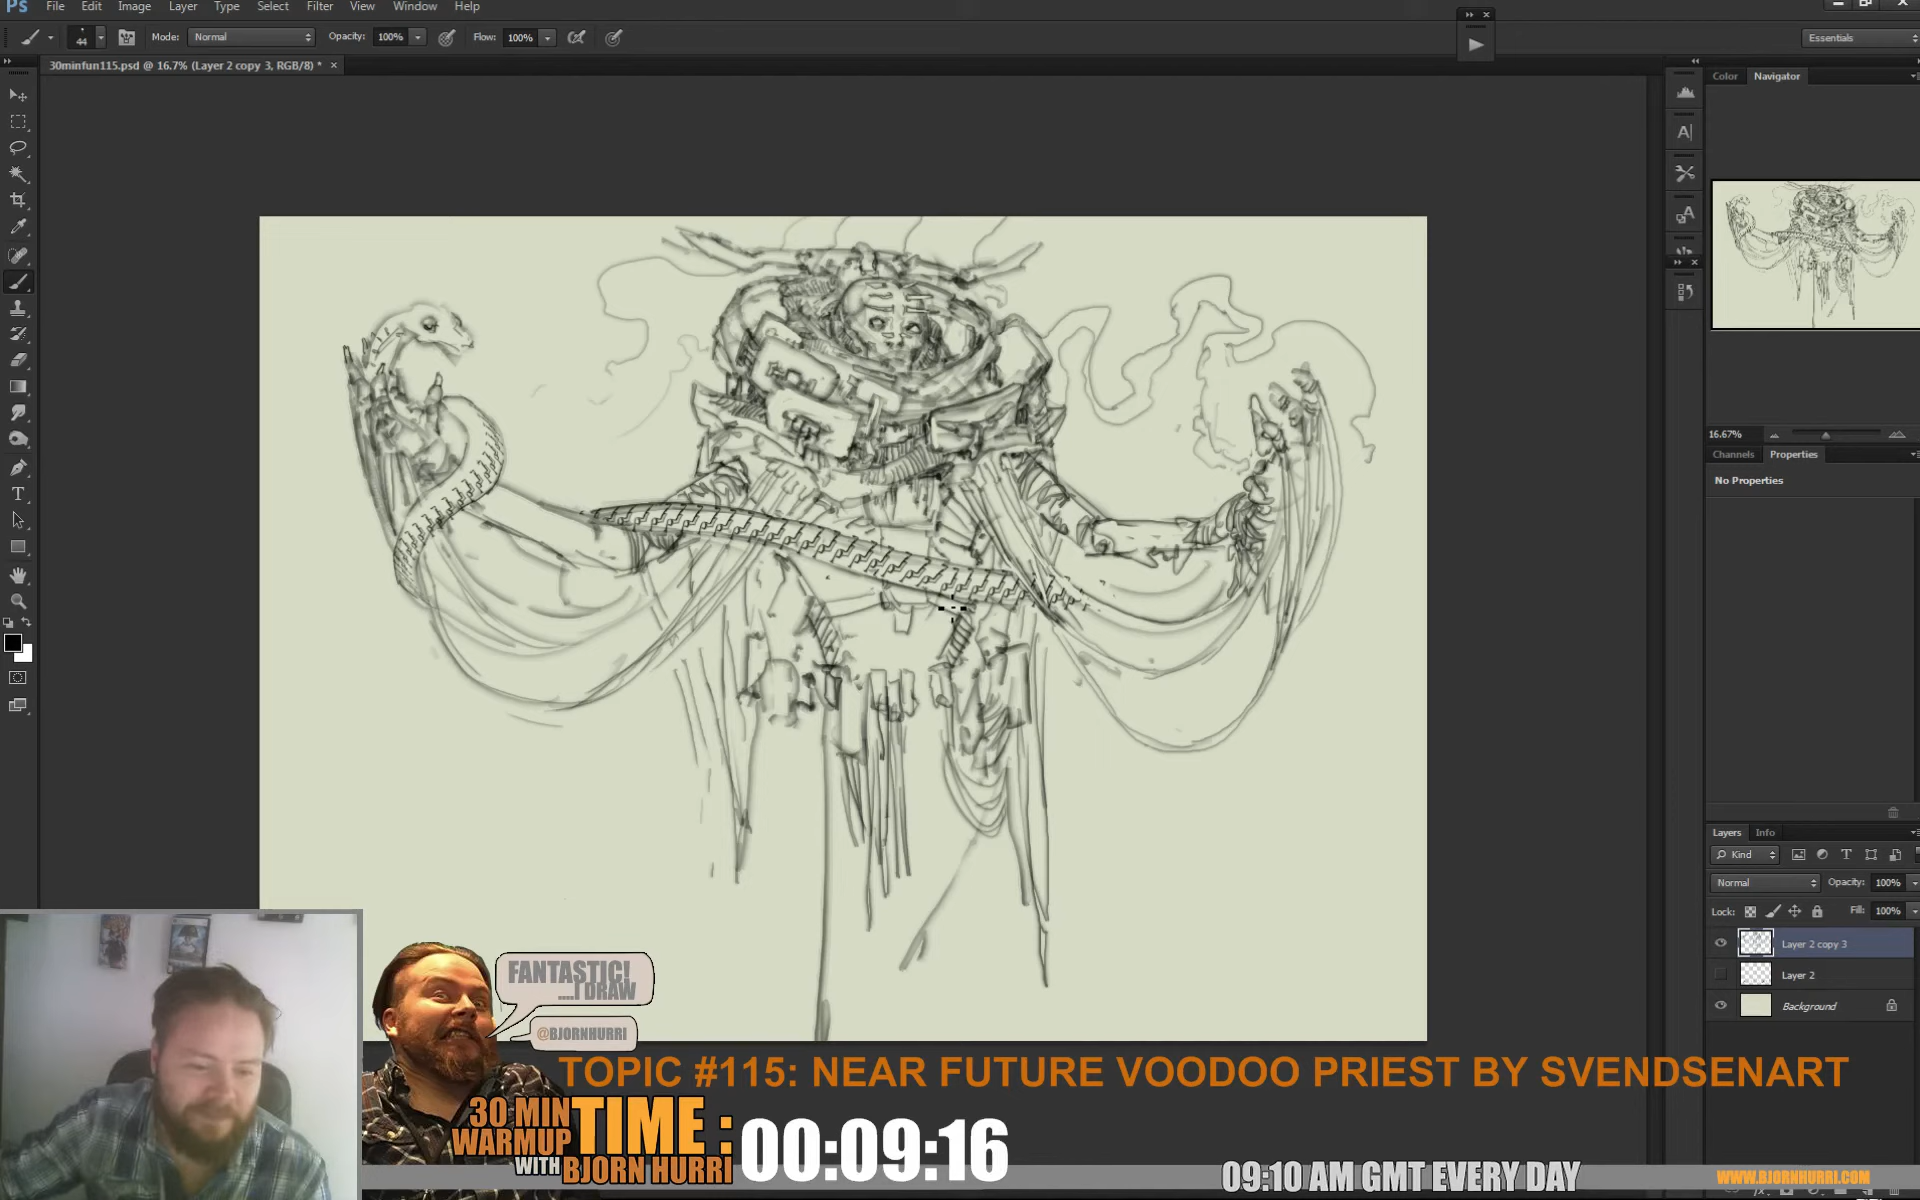 Ps File Edit Image Layer Type Select Filter View Window Help
44 Mode: Normal Opacity: 100% Flow: 100% Essentials
30minfun115.psd @ 16.7% (Layer 2 copy 3, RGB/8) *
Color Navigator
16.67%
Channels Properties
No Properties
Layers Info
Kind
Normal Opacity: 100%
Lock: Fill: 100%
Layer 2 copy 3
Layer 2
Background
FANTASTIC!
....I DRAW
@BJORNHURRI
TOPIC #115: NEAR FUTURE VOODOO PRIEST BY SVENDSENART
30 MIN
WARMUP
WITH BJORN HURRI
TIME : 00:09:16
09:10 AM GMT EVERY DAY
WWW.BJORNHURRI.COM